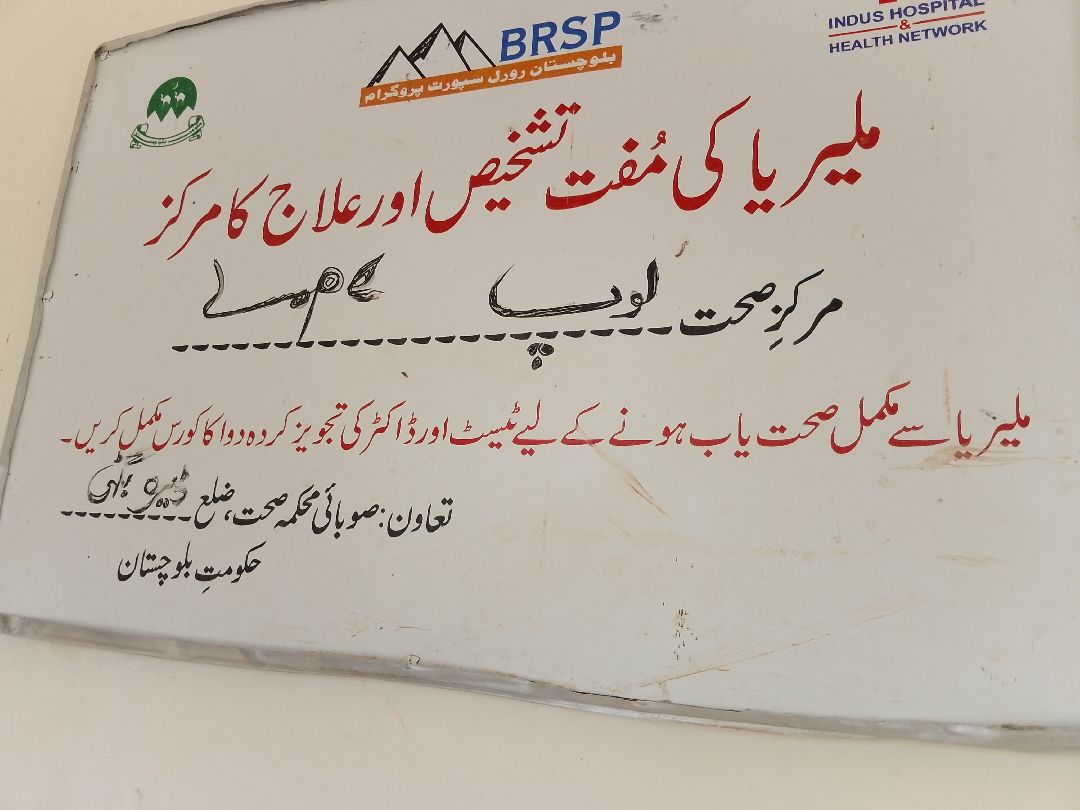 BRSP
بلوچستان رورل سپورٹ پروگرام
INDUS HOSPITAL
&
HEALTH NETWORK
ملیریا کی مُفت تشخیص اور علاج کا مرکز
مرکزِ صحت لوپ
ملیریا سے مکمل صحت یاب ہونے کے لیے ٹیسٹ اور ڈاکٹر کی تجویز کردہ دوا کا کورس مکمل کریں۔
تعاون: صوبائی محکمہ صحت، ضلع ڈیرہ بگٹی
حکومتِ بلوچستان